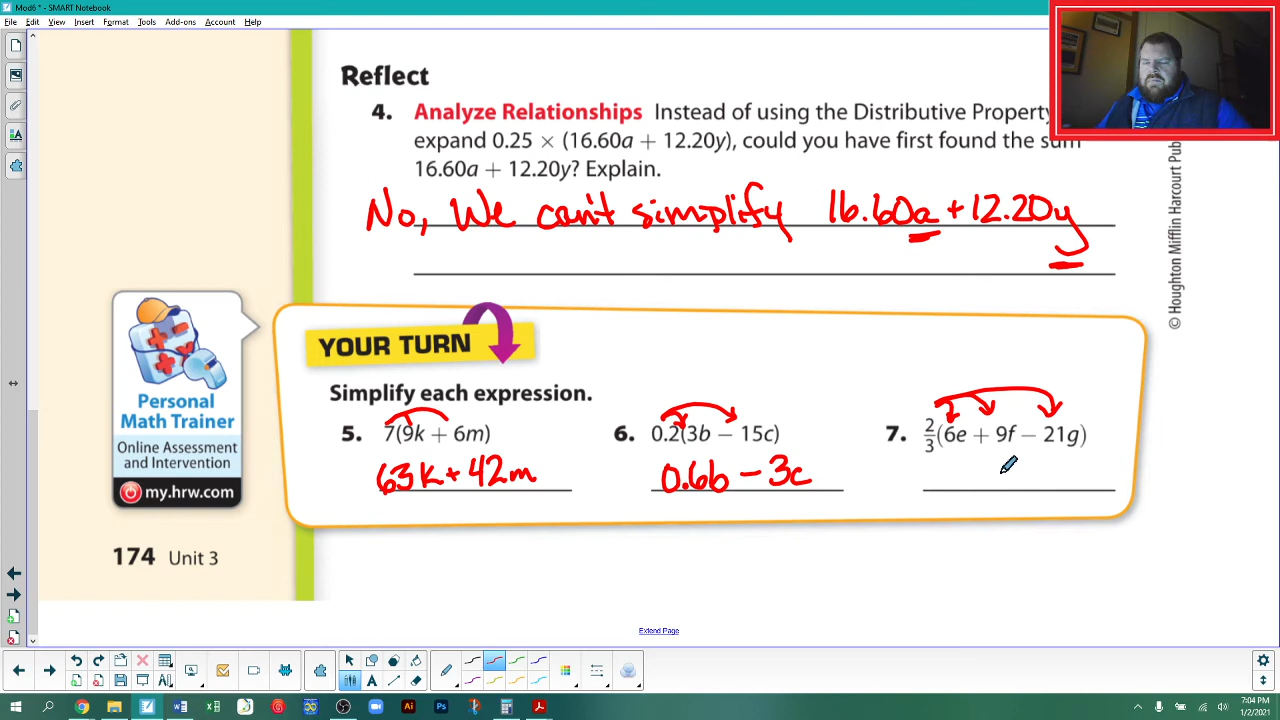 Mod6 * - SMART Notebook
File Edit View Insert Format Tools Add-ons Account Help
Reflect
4. Analyze Relationships Instead of using the Distributive Property
expand 0.25 × (16.60a + 12.20y), could you have first found the sum
16.60a + 12.20y? Explain.
No, We can't simplify 16.60a + 12.20y
© Houghton Mifflin Harcourt Pub
YOUR TURN
Simplify each expression.
5. 7(9k + 6m)
63k + 42m
6. 0.2(3b − 15c)
0.6b − 3c
7. 2/3(6e + 9f − 21g)
Personal
Math Trainer
Online Assessment
and Intervention
my.hrw.com
174 Unit 3
Extend Page
7:04 PM
1/2/2021